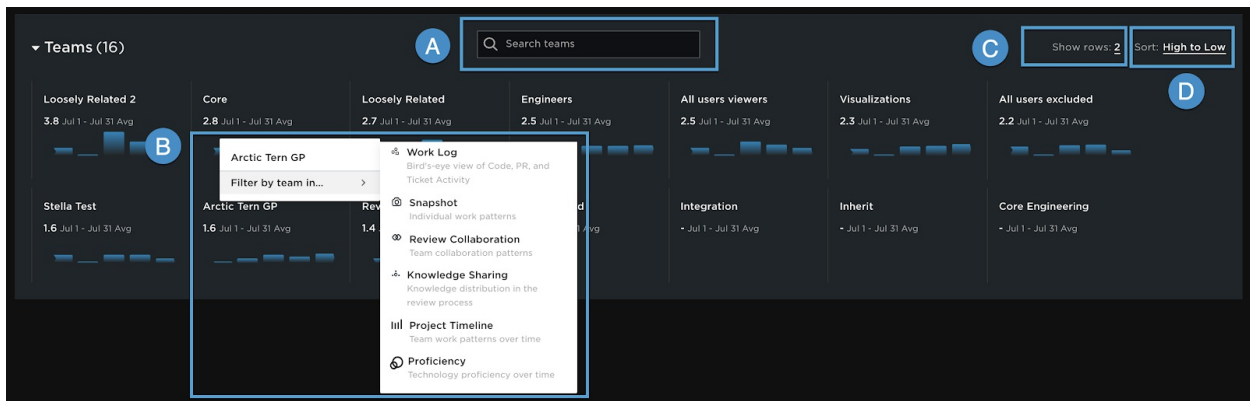 Teams (16)
A
Search teams
C
Show rows: 2
Sort: High to Low
D
Loosely Related 2
Core
Loosely Related
Engineers
All users viewers
Visualizations
All users excluded
3.8 Jul 1 - Jul 31 Avg
2.8 Jul 1 - Jul 31 Avg
2.7 Jul 1 - Jul 31 Avg
2.5 Jul 1 - Jul 31 Avg
2.5 Jul 1 - Jul 31 Avg
2.3 Jul 1 - Jul 31 Avg
2.2 Jul 1 - Jul 31 Avg
B
Arctic Tern GP
Filter by team in...
Work Log
Bird's-eye view of Code, PR, and
Ticket Activity
Snapshot
Individual work patterns
Review Collaboration
Team collaboration patterns
Knowledge Sharing
Knowledge distribution in the
review process
Project Timeline
Team work patterns over time
Proficiency
Technology proficiency over time
Stella Test
Arctic Tern GP
Integration
Inherit
Core Engineering
1.6 Jul 1 - Jul 31 Avg
1.6 Jul 1 - Jul 31 Avg
1.4
Avg
- Jul 1 - Jul 31 Avg
- Jul 1 - Jul 31 Avg
- Jul 1 - Jul 31 Avg